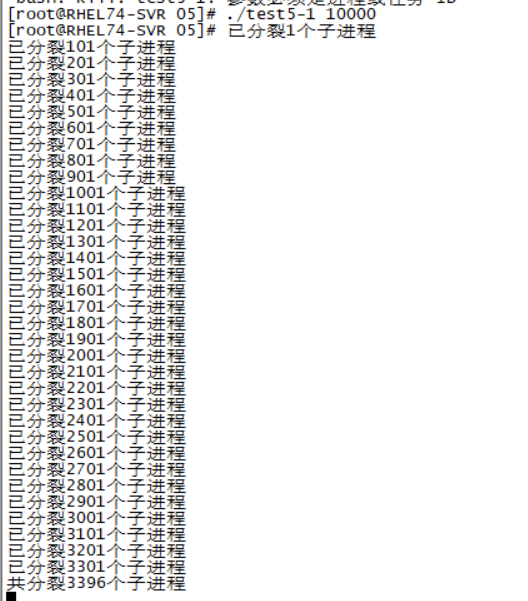 [root@RHEL74-SVR 05]# ./test5-1 10000
[root@RHEL74-SVR 05]# 已分裂1个子进程
已分裂101个子进程
已分裂201个子进程
已分裂301个子进程
已分裂401个子进程
已分裂501个子进程
已分裂601个子进程
已分裂701个子进程
已分裂801个子进程
已分裂901个子进程
已分裂1001个子进程
已分裂1101个子进程
已分裂1201个子进程
已分裂1301个子进程
已分裂1401个子进程
已分裂1501个子进程
已分裂1601个子进程
已分裂1701个子进程
已分裂1801个子进程
已分裂1901个子进程
已分裂2001个子进程
已分裂2101个子进程
已分裂2201个子进程
已分裂2301个子进程
已分裂2401个子进程
已分裂2501个子进程
已分裂2601个子进程
已分裂2701个子进程
已分裂2801个子进程
已分裂2901个子进程
已分裂3001个子进程
已分裂3101个子进程
已分裂3201个子进程
已分裂3301个子进程
共分裂3396个子进程